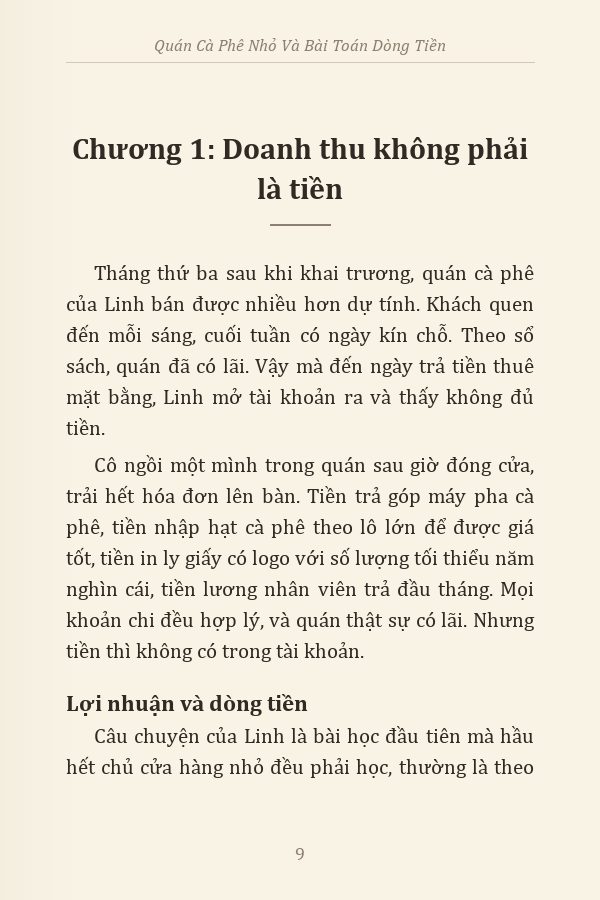 Quán Cà Phê Nhỏ Và Bài Toán Dòng Tiền
Chương 1: Doanh thu không phải
là tiền
Tháng thứ ba sau khi khai trương, quán cà phê
của Linh bán được nhiều hơn dự tính. Khách quen
đến mỗi sáng, cuối tuần có ngày kín chỗ. Theo sổ
sách, quán đã có lãi. Vậy mà đến ngày trả tiền thuê
mặt bằng, Linh mở tài khoản ra và thấy không đủ
tiền.
Cô ngồi một mình trong quán sau giờ đóng cửa,
trải hết hóa đơn lên bàn. Tiền trả góp máy pha cà
phê, tiền nhập hạt cà phê theo lô lớn để được giá
tốt, tiền in ly giấy có logo với số lượng tối thiểu năm
nghìn cái, tiền lương nhân viên trả đầu tháng. Mọi
khoản chi đều hợp lý, và quán thật sự có lãi. Nhưng
tiền thì không có trong tài khoản.
Lợi nhuận và dòng tiền
Câu chuyện của Linh là bài học đầu tiên mà hầu
hết chủ cửa hàng nhỏ đều phải học, thường là theo
9